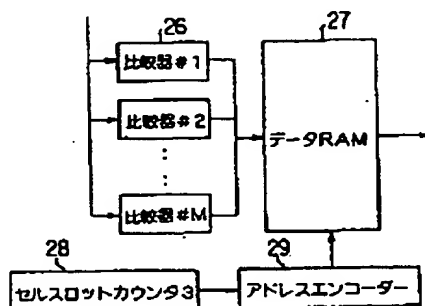 26
27
比較器#1
比較器#2
⋮
比較器#M
データRAM
28
29
セルスロットカウンタ3
アドレスエンコーダー